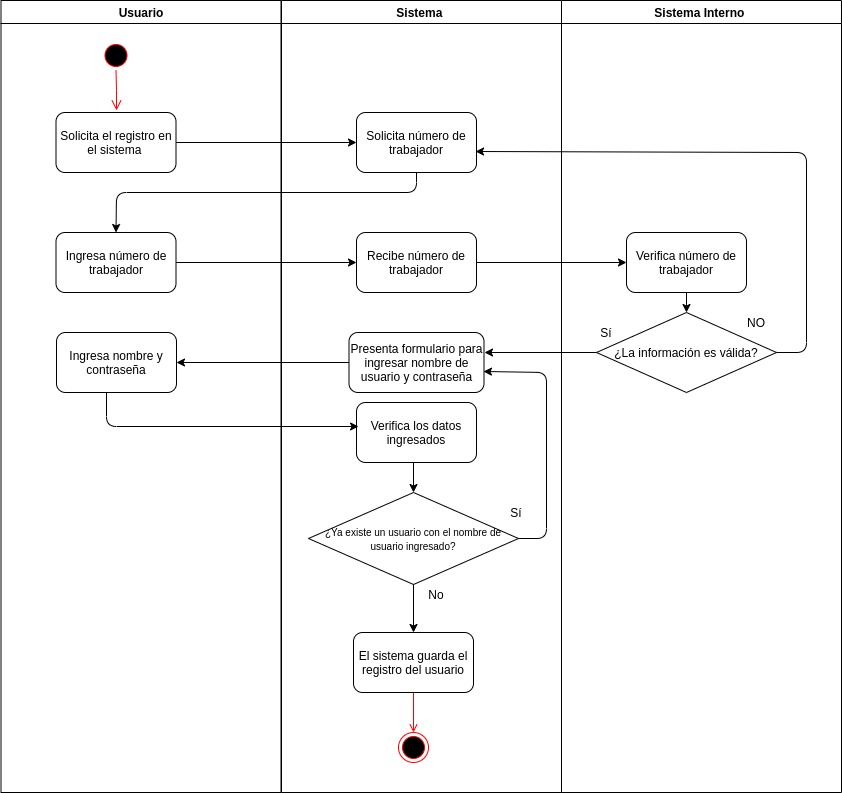 Usuario
Sistema
Sistema Interno
Solicita el registro en
el sistema
Solicita número de
trabajador
Ingresa número de
trabajador
Recibe número de
trabajador
Verifica número de
trabajador
Sí
NO
¿La información es válida?
Ingresa nombre y
contraseña
Presenta formulario para
ingresar nombre de
usuario y contraseña
Verifica los datos
ingresados
Sí
¿Ya existe un usuario con el nombre de
usuario ingresado?
No
El sistema guarda el
registro del usuario